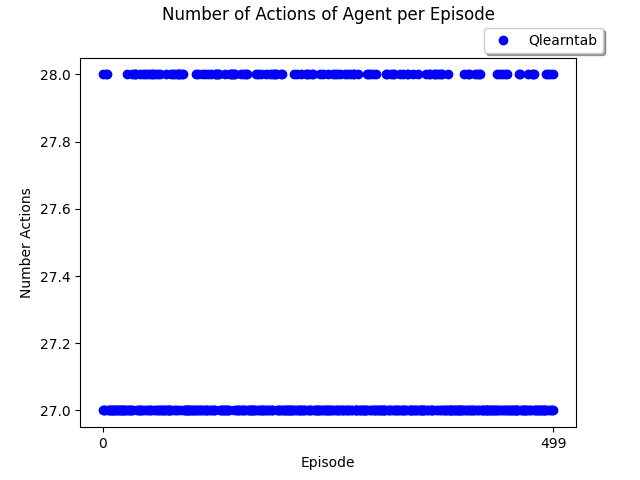 Number of Actions of Agent per Episode
Qlearntab
28.0
27.8
27.6
27.4
27.2
27.0
Number Actions
0
499
Episode